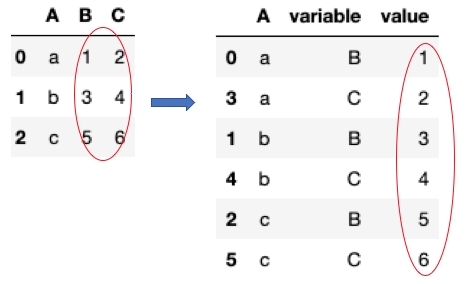 A B C
0 a 1 2
1 b 3 4
2 c 5 6
A variable value
0 a B 1
3 a C 2
1 b B 3
4 b C 4
2 c B 5
5 c C 6